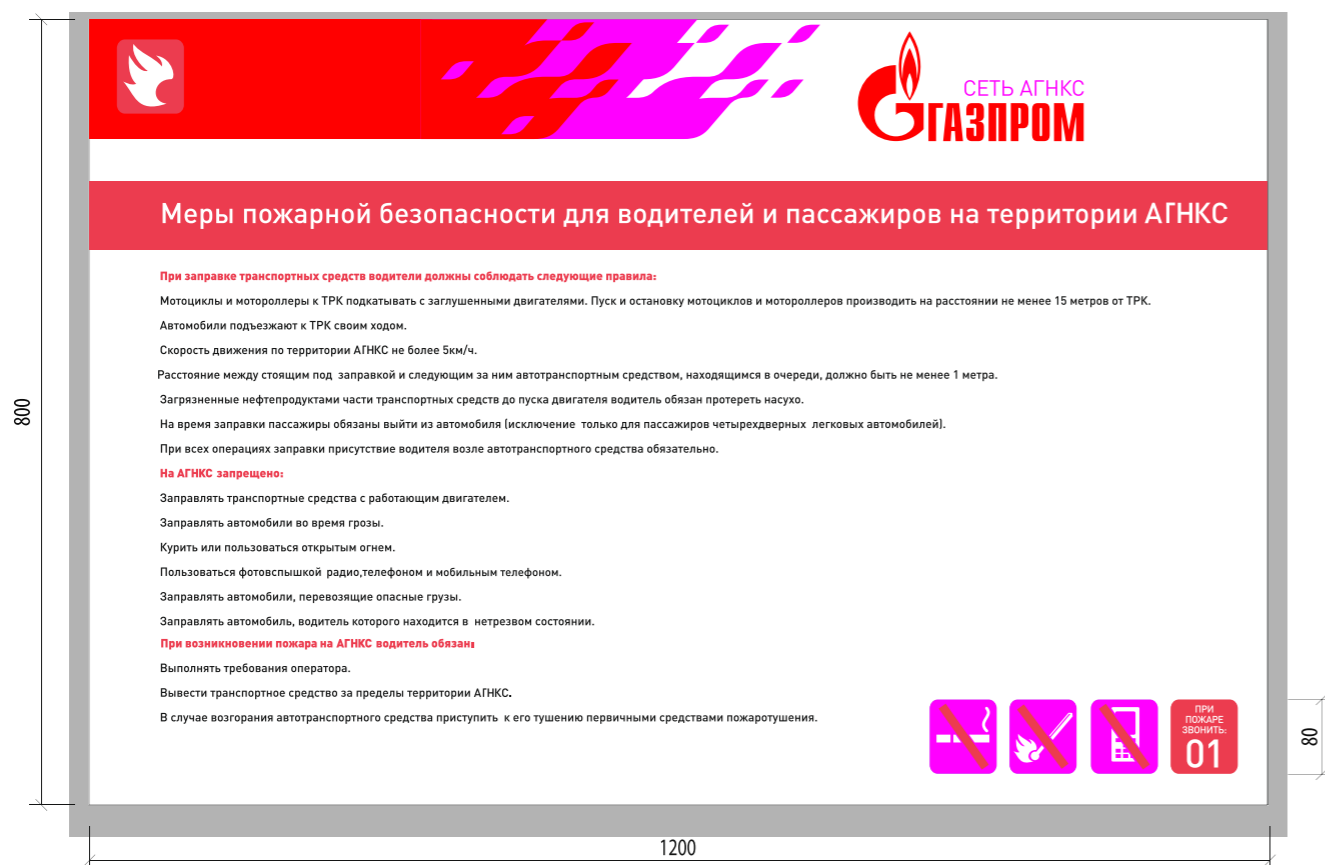 СЕТЬ АГНКС
ГАЗПРОМ
Меры пожарной безопасности для водителей и пассажиров на территории АГНКС
При заправке транспортных средств водители должны соблюдать следующие правила:
Мотоциклы и мотороллеры к ТРК подкатывать с заглушенными двигателями. Пуск и остановку мотоциклов и мотороллеров производить на расстоянии не менее 15 метров от ТРК.
Автомобили подъезжают к ТРК своим ходом.
Скорость движения по территории АГНКС не более 5км/ч.
Расстояние между стоящим под заправкой и следующим за ним автотранспортным средством, находящимся в очереди, должно быть не менее 1 метра.
Загрязненные нефтепродуктами части транспортных средств до пуска двигателя водитель обязан протереть насухо.
На время заправки пассажиры обязаны выйти из автомобиля (исключение только для пассажиров четырехдверных легковых автомобилей).
При всех операциях заправки присутствие водителя возле автотранспортного средства обязательно.
На АГНКС запрещено:
Заправлять транспортные средства с работающим двигателем.
Заправлять автомобили во время грозы.
Курить или пользоваться открытым огнем.
Пользоваться фотовспышкой радио,телефоном и мобильным телефоном.
Заправлять автомобили, перевозящие опасные грузы.
Заправлять автомобиль, водитель которого находится в нетрезвом состоянии.
При возникновении пожара на АГНКС водитель обязан:
Выполнять требования оператора.
Вывести транспортное средство за пределы территории АГНКС.
В случае возгорания автотранспортного средства приступить к его тушению первичными средствами пожаротушения.
ПРИ
ПОЖАРЕ
ЗВОНИТЬ:
01
800
80
1200